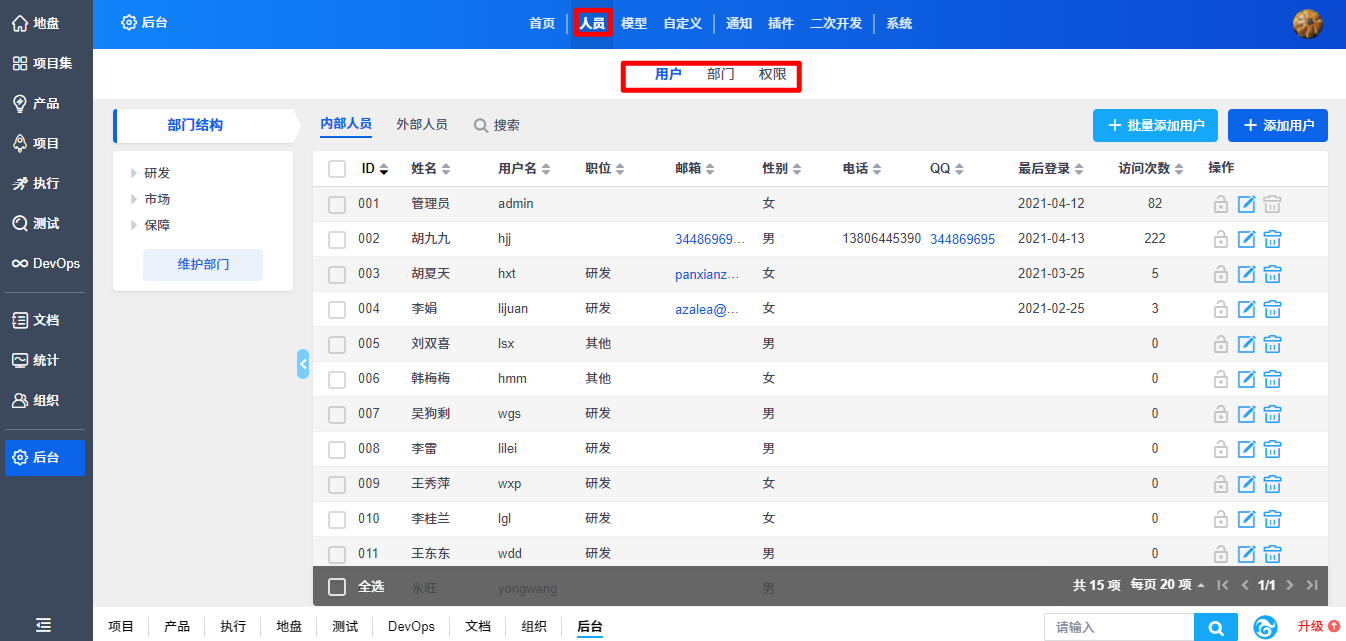 地盘
项目集
产品
项目
执行
测试
DevOps
文档
统计
组织
后台
后台
首页 人员 模型 自定义 通知 插件 二次开发 系统
用户 部门 权限
部门结构
研发
市场
保障
维护部门
内部人员 外部人员 搜索
批量添加用户 添加用户
ID 姓名 用户名 职位 邮箱 性别 电话 QQ 最后登录 访问次数 操作
001 管理员 admin 女 2021-04-12 82
002 胡九九 hjj 34486969... 男 13806445390 344869695 2021-04-13 222
003 胡夏天 hxt 研发 panxianz... 女 2021-03-25 5
004 李娟 lijuan 研发 azalea@... 女 2021-02-25 3
005 刘双喜 lsx 其他 男 0
006 韩梅梅 hmm 其他 女 0
007 吴狗剩 wgs 研发 男 0
008 李雷 lilei 研发 男 0
009 王秀萍 wxp 研发 女 0
010 李桂兰 lgl 研发 女 0
011 王东东 wdd 研发 男 0
永旺 yongwang 男
全选 共 15 项 每页 20 项 1/1
项目 产品 执行 地盘 测试 DevOps 文档 组织 后台
请输入
升级